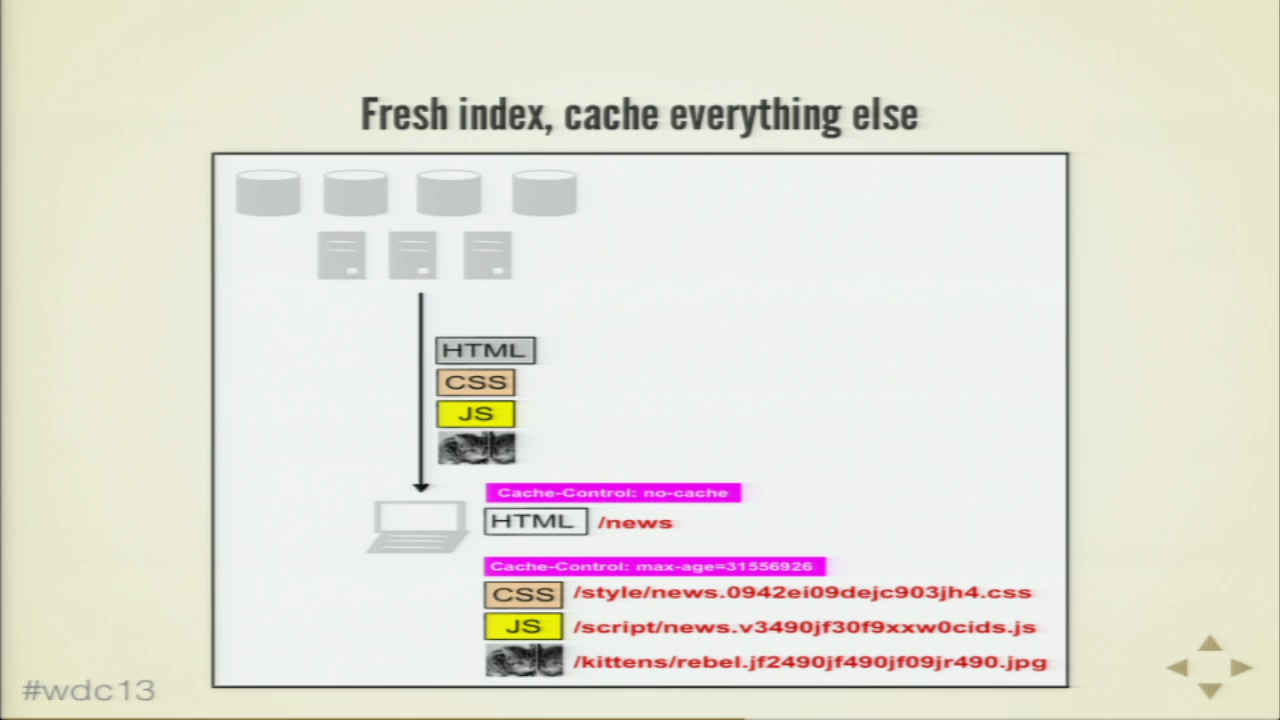 Fresh index, cache everything else
HTML
CSS
JS
Cache-Control: no-cache
HTML /news
Cache-Control: max-age=31556926
CSS /style/news.0942ei09dejc903jh4.css
JS /script/news.v3490jf30f9xxw0cids.js
/kittens/rebel.jf2490jf490jf09jr490.jpg
#wdc13